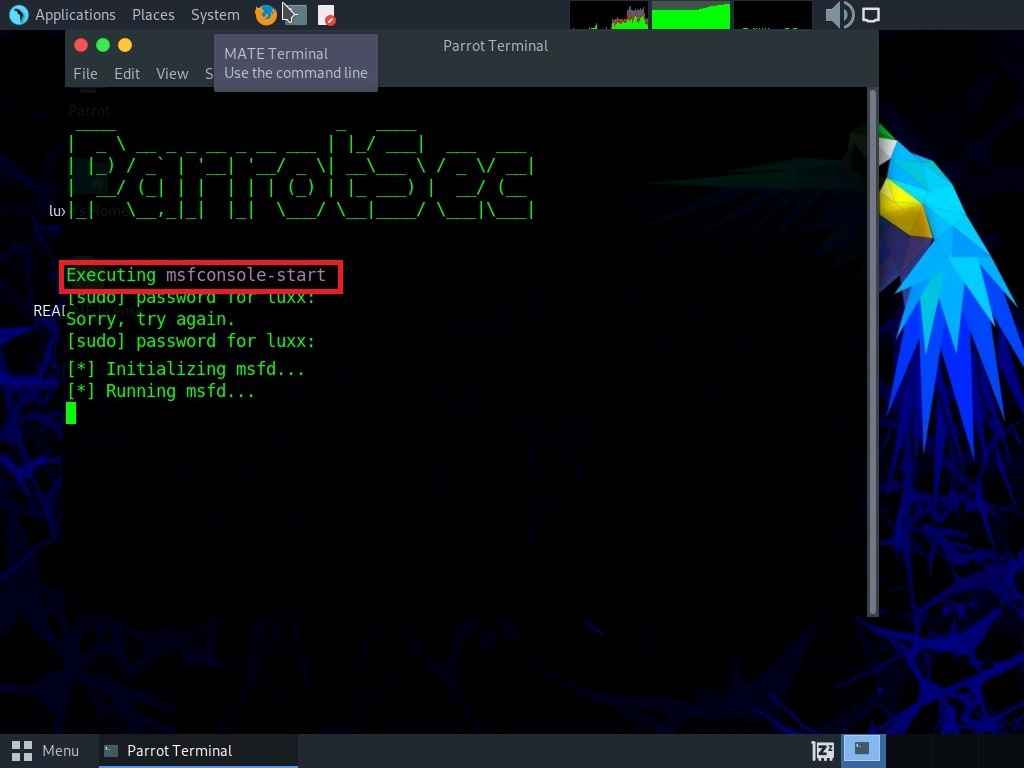 Applications Places System
Parrot Terminal
MATE Terminal
Use the command line
File Edit View S
Parrot
ParrotSec
Executing msfconsole-start
[sudo] password for luxx:
Sorry, try again.
[sudo] password for luxx:
[*] Initializing msfd...
[*] Running msfd...
Menu
Parrot Terminal